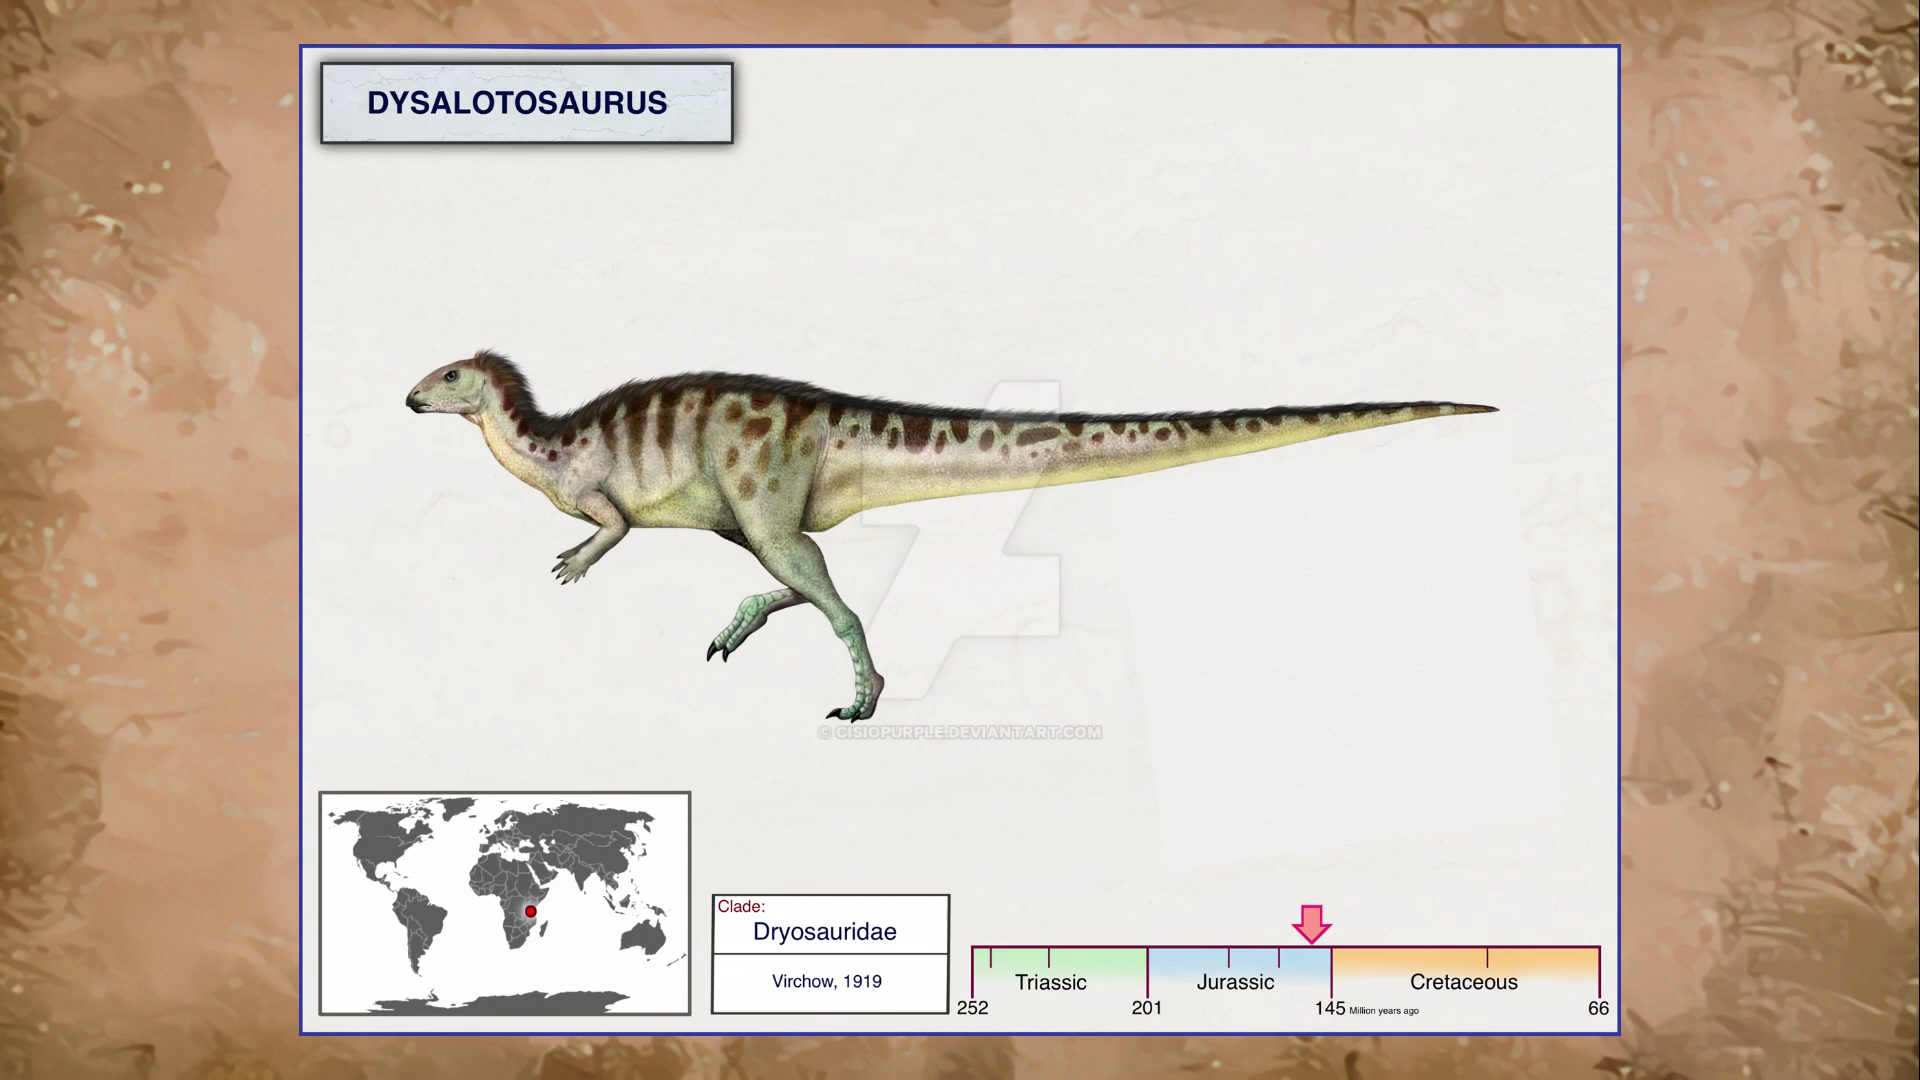 DYSALOTOSAURUS
© CISIOPURPLE.DEVIANTART.COM
Clade:
Dryosauridae
Virchow, 1919
Triassic
Jurassic
Cretaceous
252
201
145 Million years ago
66